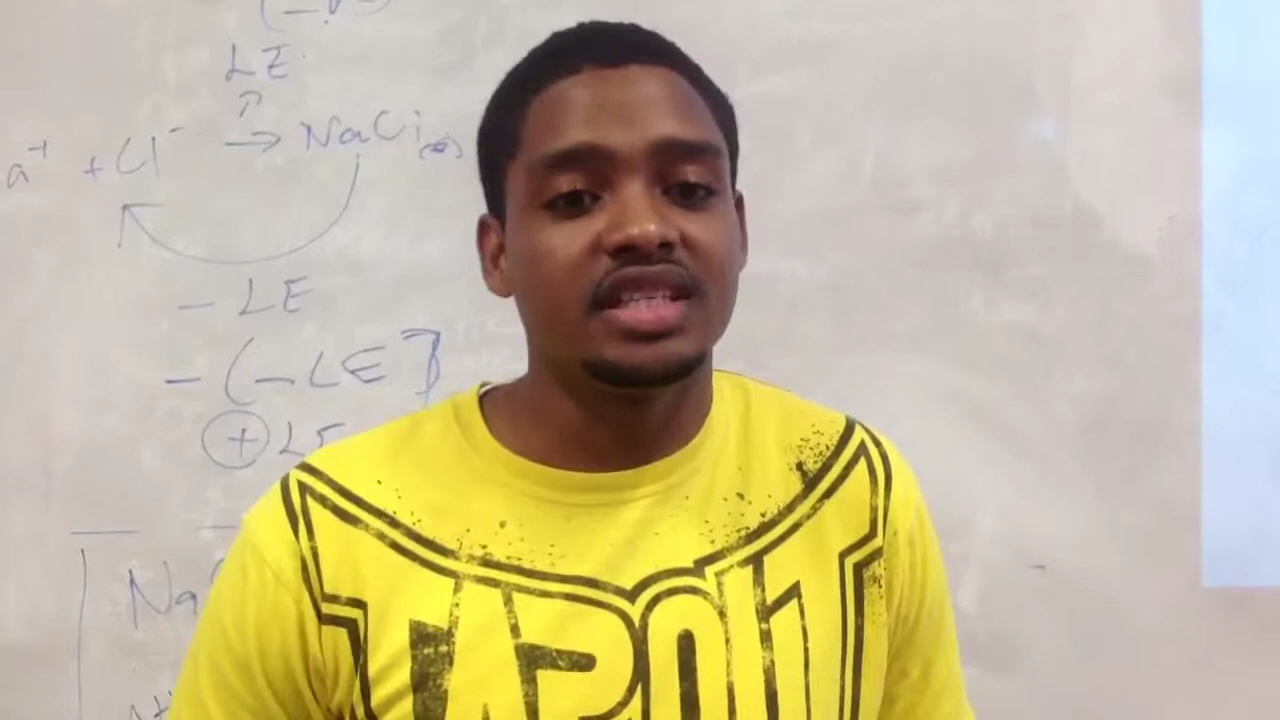 LE
↑
a⁺ + Cl⁻ → NaCl
- LE
- (-LE)
+ LE
Na
TAPOUT